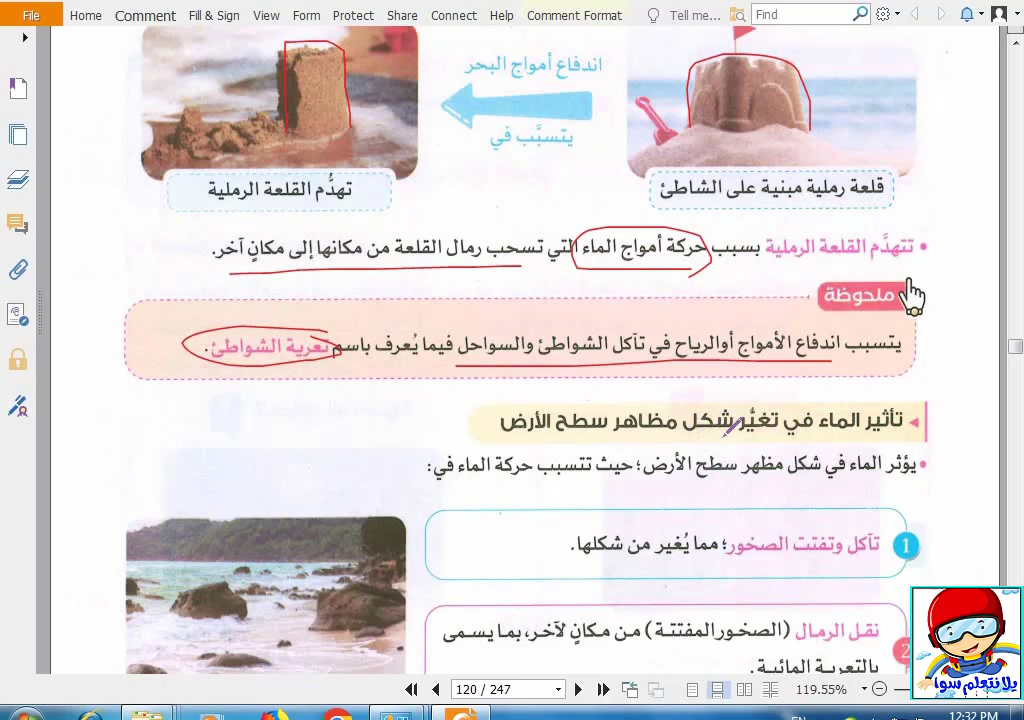 File
Home Comment Fill & Sign View Form Protect Share Connect Help Comment Format Tell me... Find
اندفاع أمواج البحر
يتسبَّب في
قلعة رملية مبنية على الشاطئ
تهدُّم القلعة الرملية
• تتهدَّم القلعة الرملية بسبب حركة أمواج الماء التي تسحب رمال القلعة من مكانها إلى مكانٍ آخر.
ملحوظة
يتسبب اندفاع الأمواج أوالرياح في تآكل الشواطئ والسواحل فيما يُعرف باسم تعرية الشواطئ.
تأثير الماء في تغيُّر شكل مظاهر سطح الأرض
• يؤثر الماء في شكل مظهر سطح الأرض؛ حيث تتسبب حركة الماء في:
1 تآكل وتفتت الصخور؛ مما يُغير من شكلها.
2 نقل الرمال (الصخور المفتتة) من مكانٍ لآخر، بما يسمى
بالتعرية المائية.
يلا نتعلم سوا
120 / 247
119.55%
EN
12:32 PM